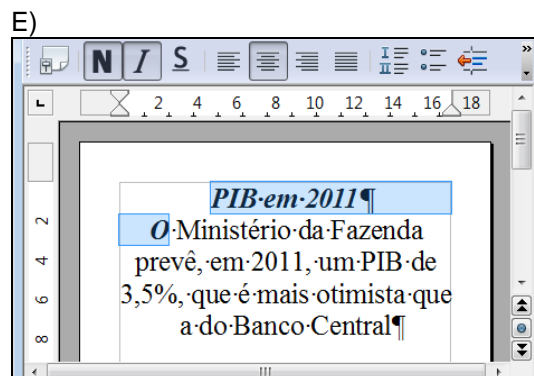 E)
N I S
2 4 6 8 10 12 14 16 18
PIB·em·2011¶
O·Ministério·da·Fazenda
prevê,·em·2011,·um·PIB·de
3,5%,·que·é·mais·otimista·que
a·do·Banco·Central¶
2
4
6
8